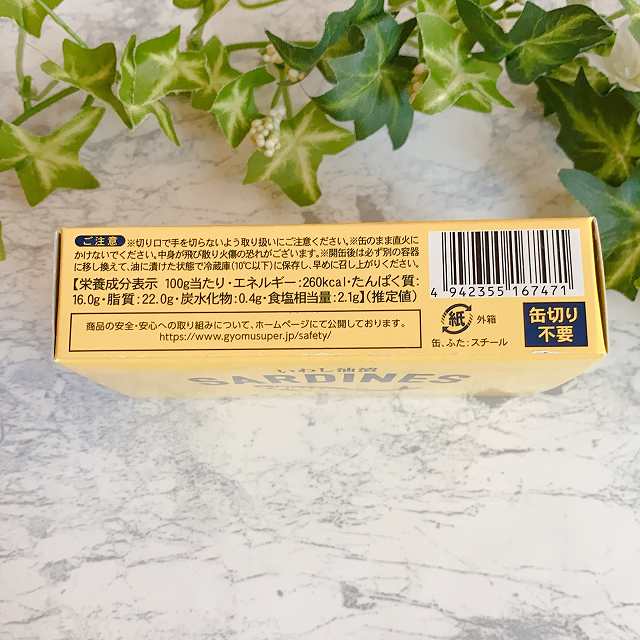 ご注意 ※切り口で手を切らないよう取り扱いにご注意ください。※缶のまま直火に
かけないでください。中身が飛び散り火傷の恐れがございます。※開缶後は必ず別の容器
に移し換えて、油に漬けた状態で冷蔵庫(10℃以下)に保存し、早めに召し上がりください。
【栄養成分表示 100g当たり・エネルギー:260kcal・たんぱく質:
16.0g・脂質:22.0g・炭水化物:0.4g・食塩相当量:2.1g】(推定値)
商品の安全・安心への取り組みについて、ホームページにて公開しております。
https://www.gyomusuper.jp/safety/
4 942355 167471
紙 外箱
缶、ふた:スチール
缶切り
不要
いわし油漬
SARDINES